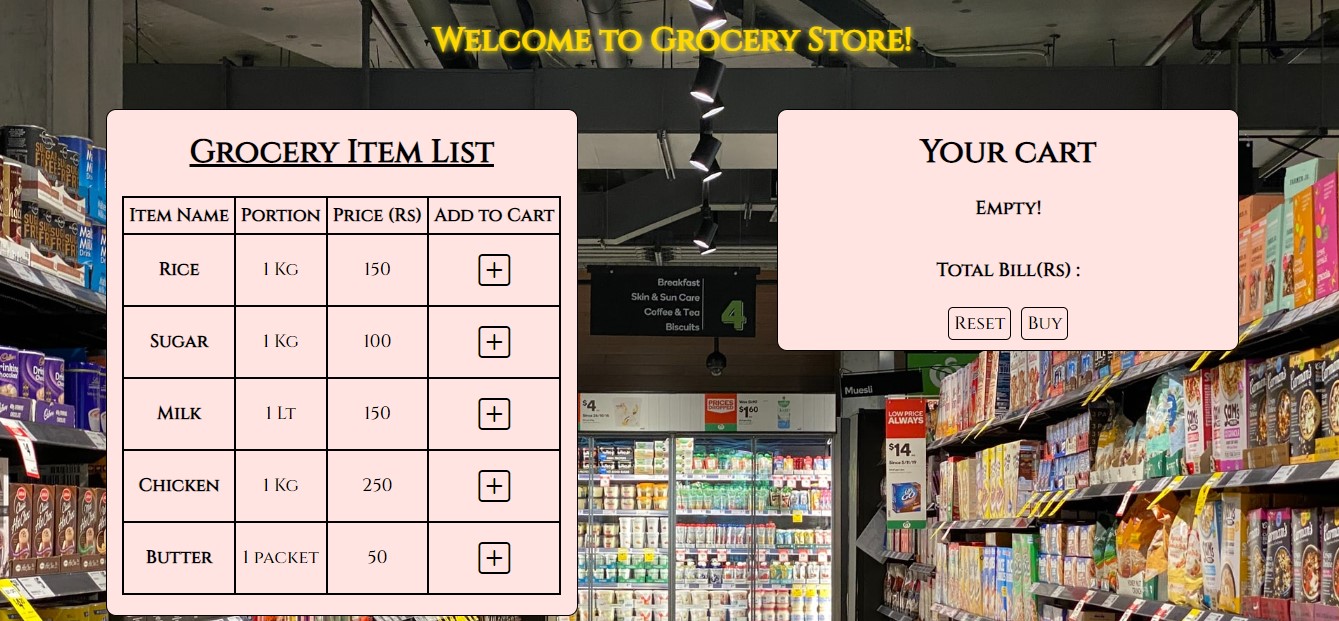 Welcome to Grocery Store!
Grocery Item List
Item Name Portion Price (Rs) Add to Cart
Rice 1 Kg 150 +
Sugar 1 Kg 100 +
Milk 1 Lt 150 +
Chicken 1 Kg 250 +
Butter 1 packet 50 +
Your cart
Empty!
Total Bill(Rs) :
Reset Buy
Breakfast
Skin & Sun Care
Coffee & Tea
Biscuits
4
Muesli
$4
PRICES
DROPPED
$160
LOW PRICE
ALWAYS
$14